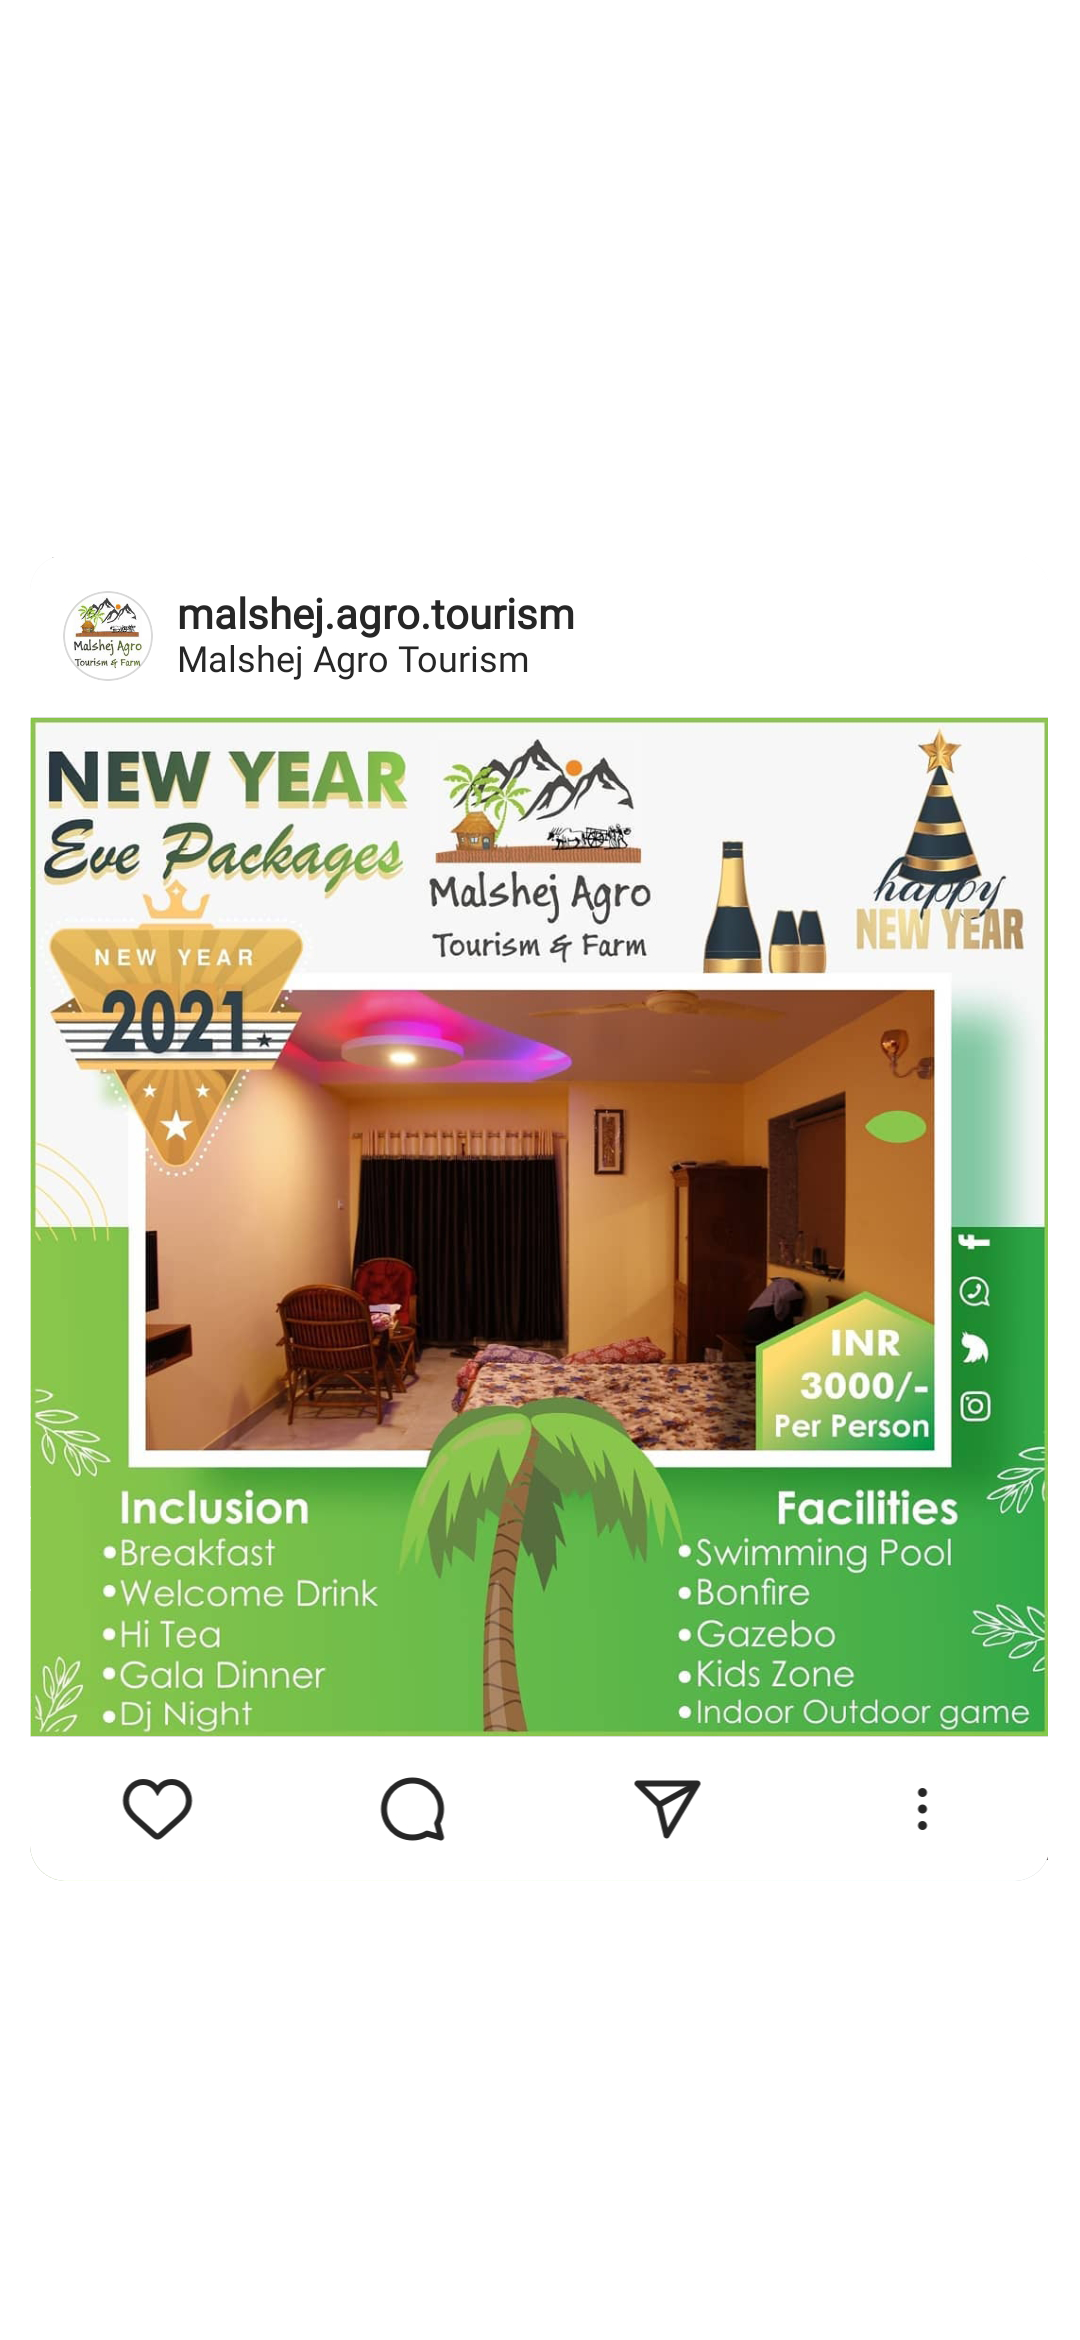 malshej.agro.tourism
Malshej Agro Tourism
NEW YEAR
Eve Packages
Malshej Agro
Tourism & Farm
happy
NEW YEAR
NEW YEAR
2021
INR
3000/-
Per Person
Inclusion
•Breakfast
•Welcome Drink
•Hi Tea
•Gala Dinner
•Dj Night
Facilities
•Swimming Pool
•Bonfire
•Gazebo
•Kids Zone
•Indoor Outdoor game